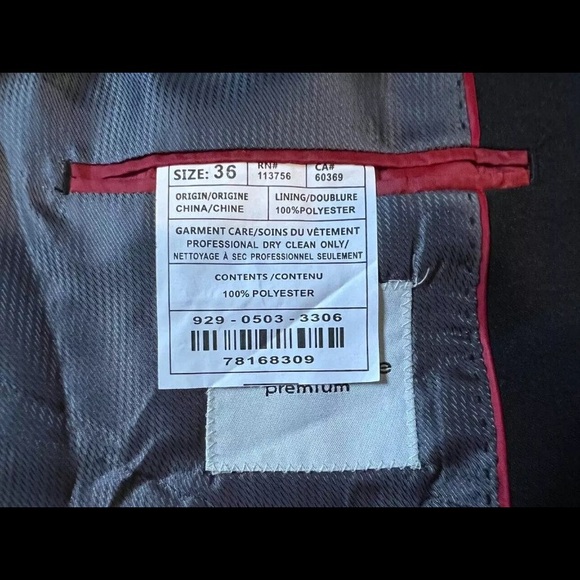 SIZE: 36
RN#
113756
CA#
60369
ORIGIN/ORIGINE
CHINA/CHINE
LINING/DOUBLURE
100%POLYESTER
GARMENT CARE/SOINS DU VÊTEMENT
PROFESSIONAL DRY CLEAN ONLY/
NETTOYAGE À SEC PROFESSIONNEL SEULEMENT
CONTENTS /CONTENU
100% POLYESTER
929 - 0503 - 3306
78168309
premium